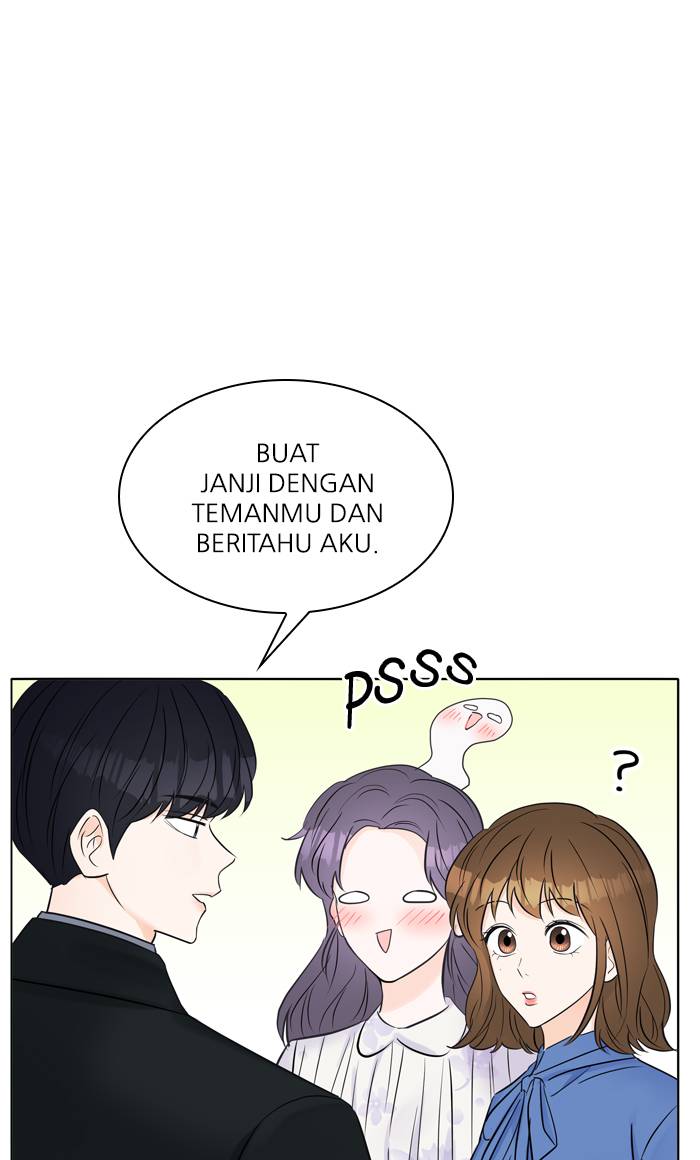 BUAT
JANJI DENGAN
TEMANMU DAN
BERITAHU AKU.
PSSS
?